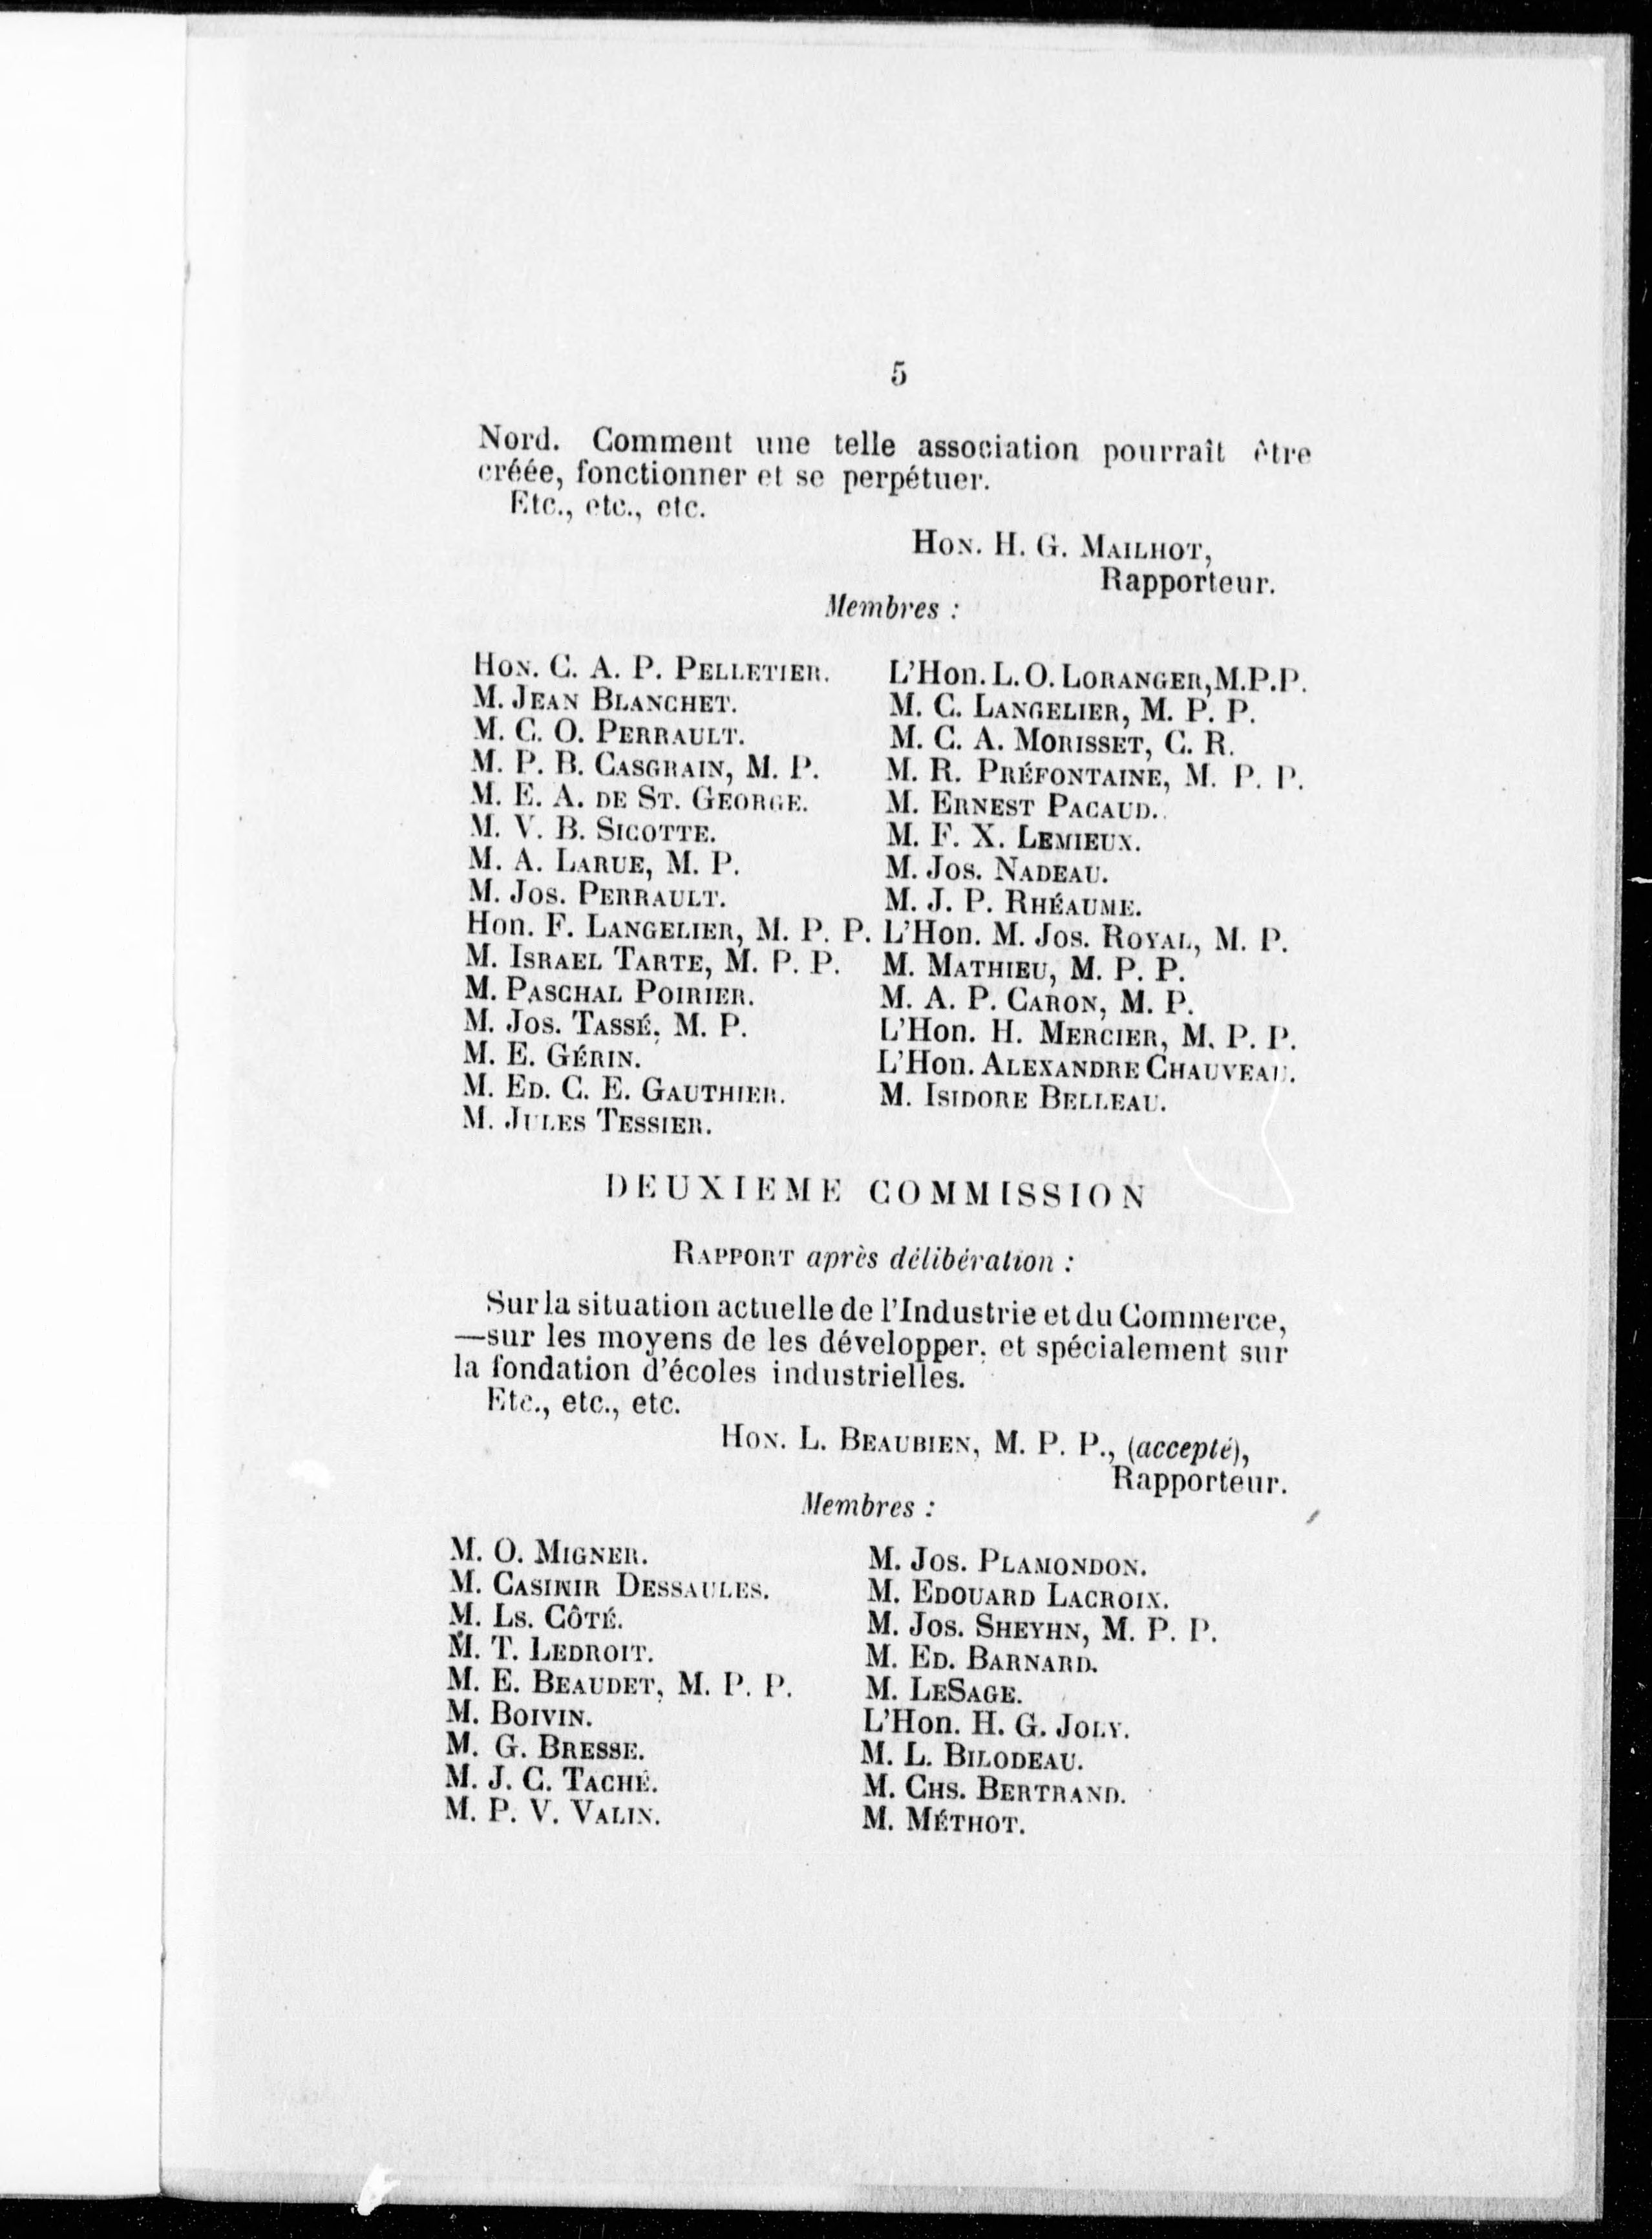 5
Nord. Comment une telle association pourrait être
créée, fonctionner et se perpétuer.
Etc., etc., etc.
HON. H. G. MAILHOT,
Rapporteur.
Membres :
HON. C. A. P. PELLETIER.
M. JEAN BLANCHET.
M. C. O. PERRAULT.
M. P. B. CASGRAIN, M. P.
M. E. A. DE ST. GEORGE.
M. V. B. SICOTTE.
M. A. LARUE, M. P.
M. JOS. PERRAULT.
Hon. F. LANGELIER, M. P. P.
M. ISRAEL TARTE, M. P. P.
M. PASCHAL POIRIER.
M. JOS. TASSÉ, M. P.
M. E. GÉRIN.
M. ED. C. E. GAUTHIER.
M. JULES TESSIER.
L'Hon. L. O. LORANGER, M.P.P.
M. C. LANGELIER, M. P. P.
M. C. A. MORISSET, C. R.
M. R. PRÉFONTAINE, M. P. P.
M. ERNEST PACAUD.
M. F. X. LEMIEUX.
M. JOS. NADEAU.
M. J. P. RHÉAUME.
L'Hon. M. JOS. ROYAL, M. P.
M. MATHIEU, M. P. P.
M. A. P. CARON, M. P.
L'Hon. H. MERCIER, M. P. P.
L'Hon. ALEXANDRE CHAUVEAU.
M. ISIDORE BELLEAU.
DEUXIEME COMMISSION
RAPPORT après délibération :
Sur la situation actuelle de l'Industrie et du Commerce,
—sur les moyens de les développer, et spécialement sur
la fondation d'écoles industrielles.
Etc., etc., etc.
HON. L. BEAUBIEN, M. P. P., (accepté),
Rapporteur.
Membres :
M. O. MIGNER.
M. CASIMIR DESSAULES.
M. LS. CÔTÉ.
M. T. LEDROIT.
M. E. BEAUDET, M. P. P.
M. BOIVIN.
M. G. BRESSE.
M. J. C. TACHÉ.
M. P. V. VALIN.
M. JOS. PLAMONDON.
M. EDOUARD LACROIX.
M. JOS. SHEYHN, M. P. P.
M. ED. BARNARD.
M. LESAGE.
L'Hon. H. G. JOLY.
M. L. BILODEAU.
M. CHS. BERTRAND.
M. MÉTHOT.